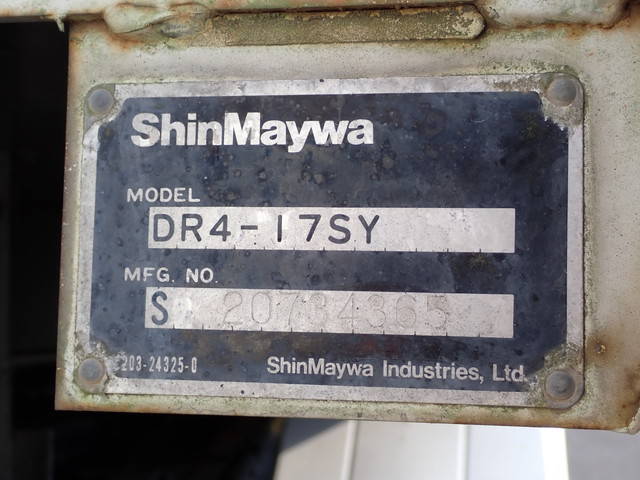 ShinMaywa
MODEL
DR4-17SY
MFG. NO.
S 20734365
203-24325-0
ShinMaywa Industries, Ltd.